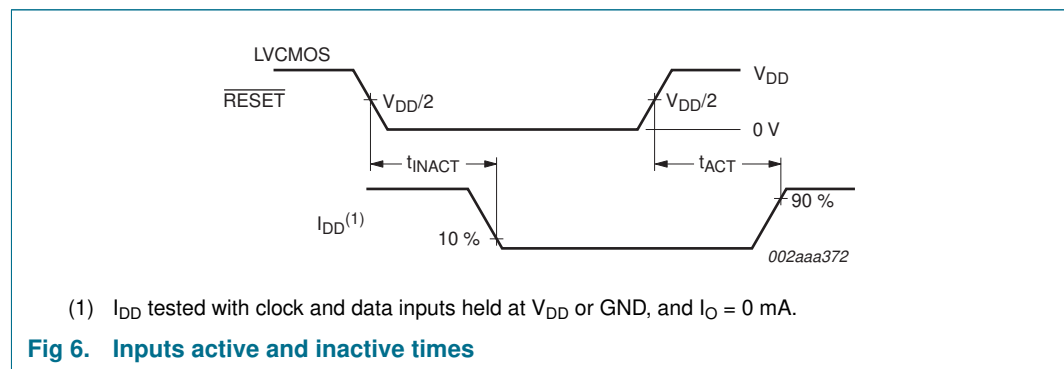 LVCMOS
RESET
VDD/2
VDD/2
VDD
0 V
tINACT
tACT
IDD(1)
10 %
90 %
002aaa372
(1) IDD tested with clock and data inputs held at VDD or GND, and IO = 0 mA.
Fig 6. Inputs active and inactive times